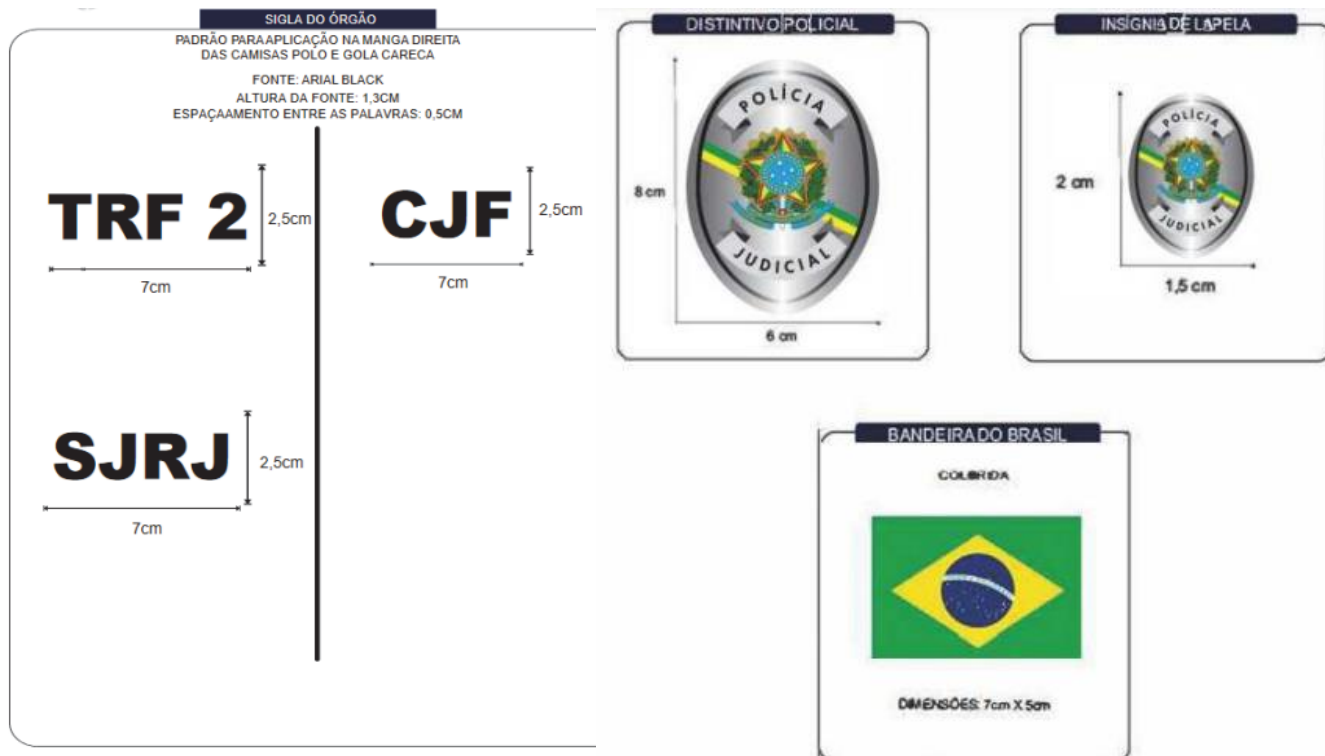 SIGLA DO ÓRGÃO
PADRÃO PARA APLICAÇÃO NA MANGA DIREITA
DAS CAMISAS POLO E GOLA CARECA
FONTE: ARIAL BLACK
ALTURA DA FONTE: 1,3CM
ESPAÇAAMENTO ENTRE AS PALAVRAS: 0,5CM
TRF 2
2,5cm
7cm
CJF
2,5cm
7cm
SJRJ
2,5cm
7cm
DISTINTIVO POLICIAL
8 cm
POLÍCIA
JUDICIAL
6 cm
INSÍGNIA DE LAPELA
2 cm
POLÍCIA
JUDICIAL
1,5 cm
BANDEIRA DO BRASIL
COLORIDA
DIMENSÕES: 7cm X 5cm